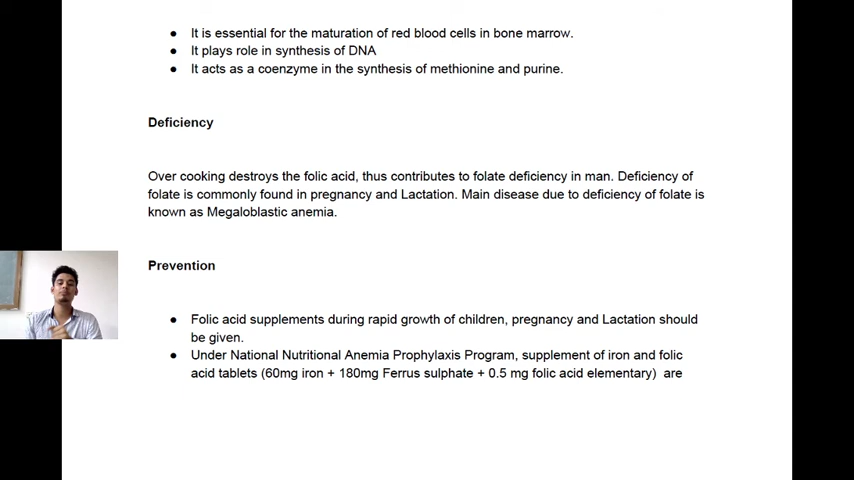 ● It is essential for the maturation of red blood cells in bone marrow.
● It plays role in synthesis of DNA
● It acts as a coenzyme in the synthesis of methionine and purine.
Deficiency
Over cooking destroys the folic acid, thus contributes to folate deficiency in man. Deficiency of
folate is commonly found in pregnancy and Lactation. Main disease due to deficiency of folate is
known as Megaloblastic anemia.
Prevention
● Folic acid supplements during rapid growth of children, pregnancy and Lactation should
be given.
● Under National Nutritional Anemia Prophylaxis Program, supplement of iron and folic
acid tablets (60mg iron + 180mg Ferrus sulphate + 0.5 mg folic acid elementary) are